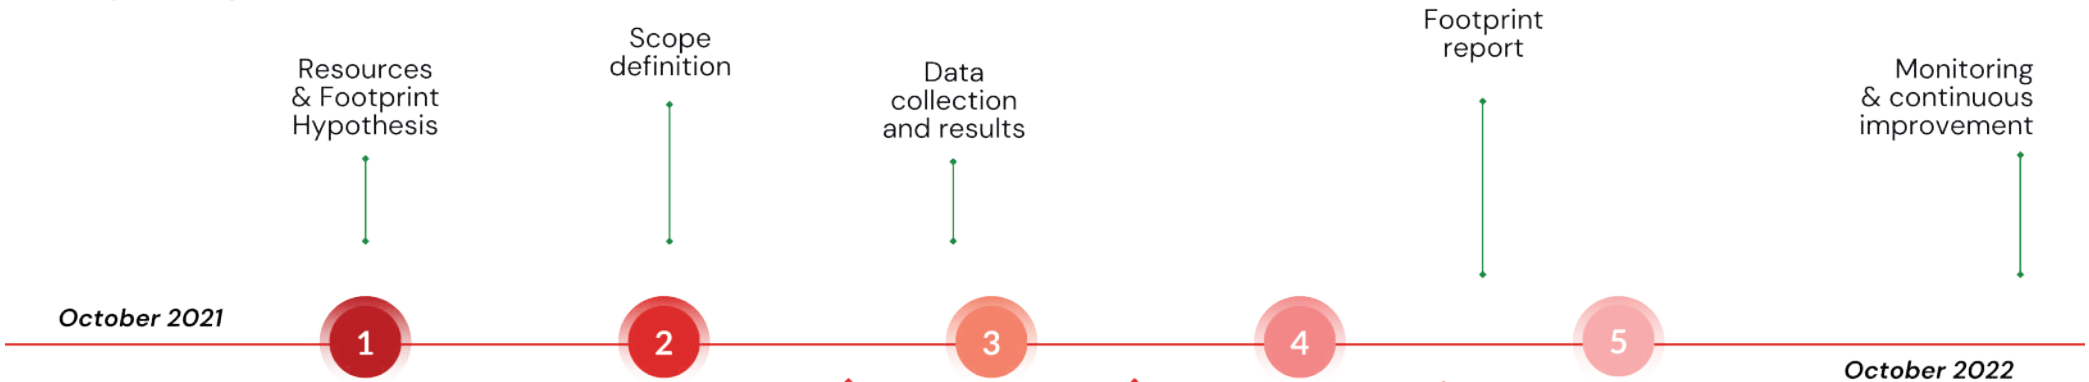 Resources
& Footprint
Hypothesis
Scope
definition
Data
collection
and results
Footprint
report
Monitoring
& continuous
improvement
October 2021
1
2
3
4
5
October 2022